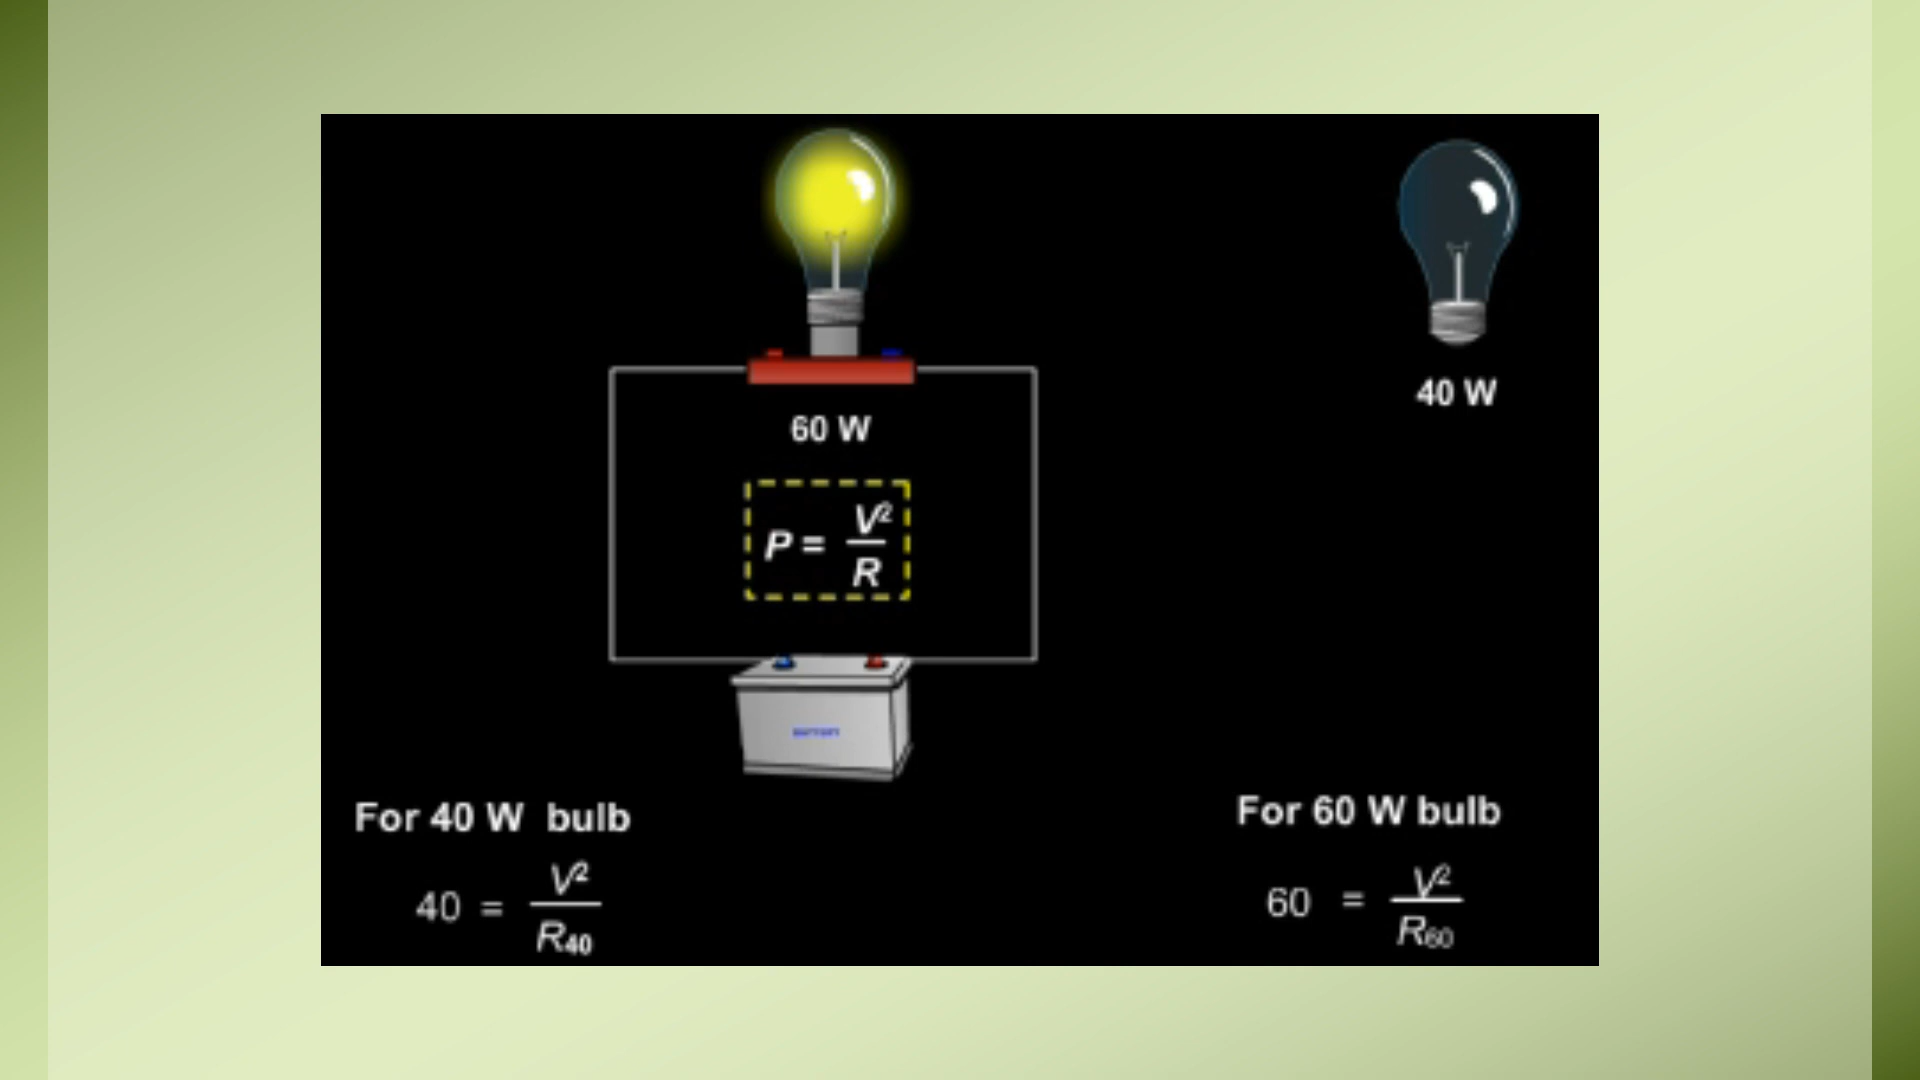 40 W
60 W
P = V²/R
For 40 W bulb
40 = V²/R40
For 60 W bulb
60 = V²/R60